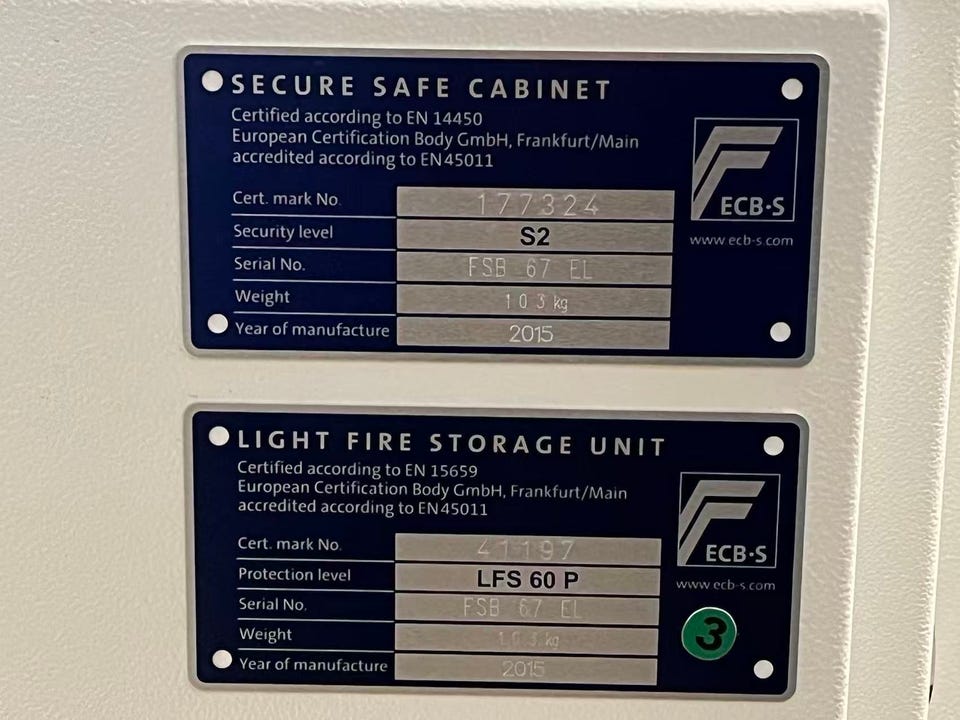 SECURE SAFE CABINET
Certified according to EN 14450
European Certification Body GmbH, Frankfurt/Main
accredited according to EN45011
ECB·S
www.ecb-s.com
Cert. mark No. 177324
Security level S2
Serial No. FSB 67 EL
Weight 103 kg
Year of manufacture 2015
LIGHT FIRE STORAGE UNIT
Certified according to EN 15659
European Certification Body GmbH, Frankfurt/Main
accredited according to EN45011
ECB·S
www.ecb-s.com
Cert. mark No. 41197
Protection level LFS 60 P
Serial No. FSB 67 EL
Weight 103 kg
Year of manufacture 2015
3